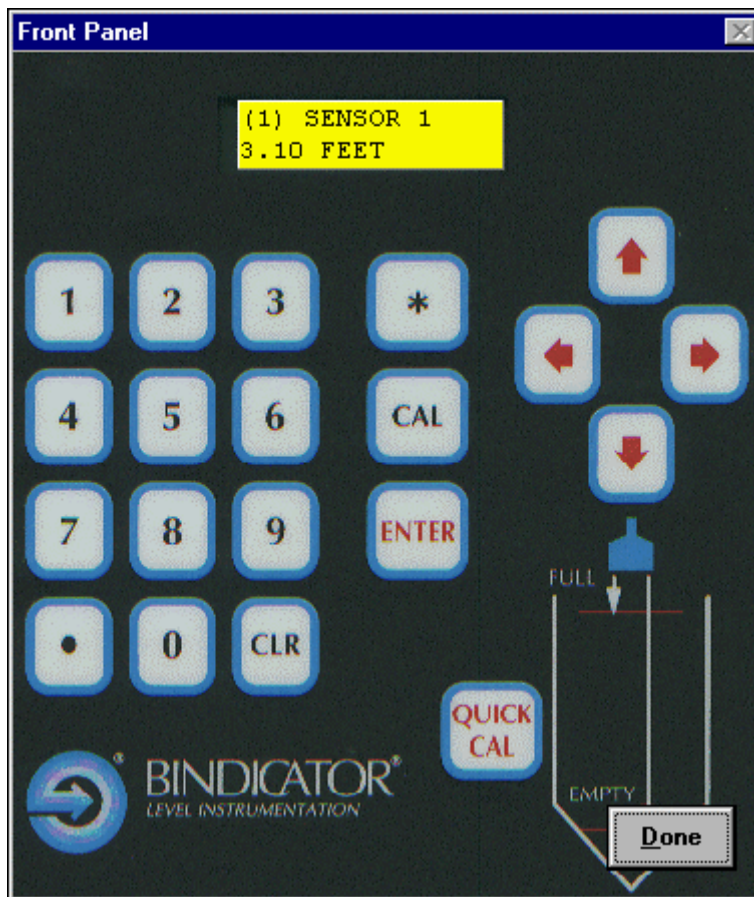 Front Panel
(1) SENSOR 1
3.10 FEET
1 2 3 *
4 5 6 CAL
7 8 9 ENTER
• 0 CLR
FULL
QUICK
CAL
BINDICATOR®
LEVEL INSTRUMENTATION
EMPTY
Done